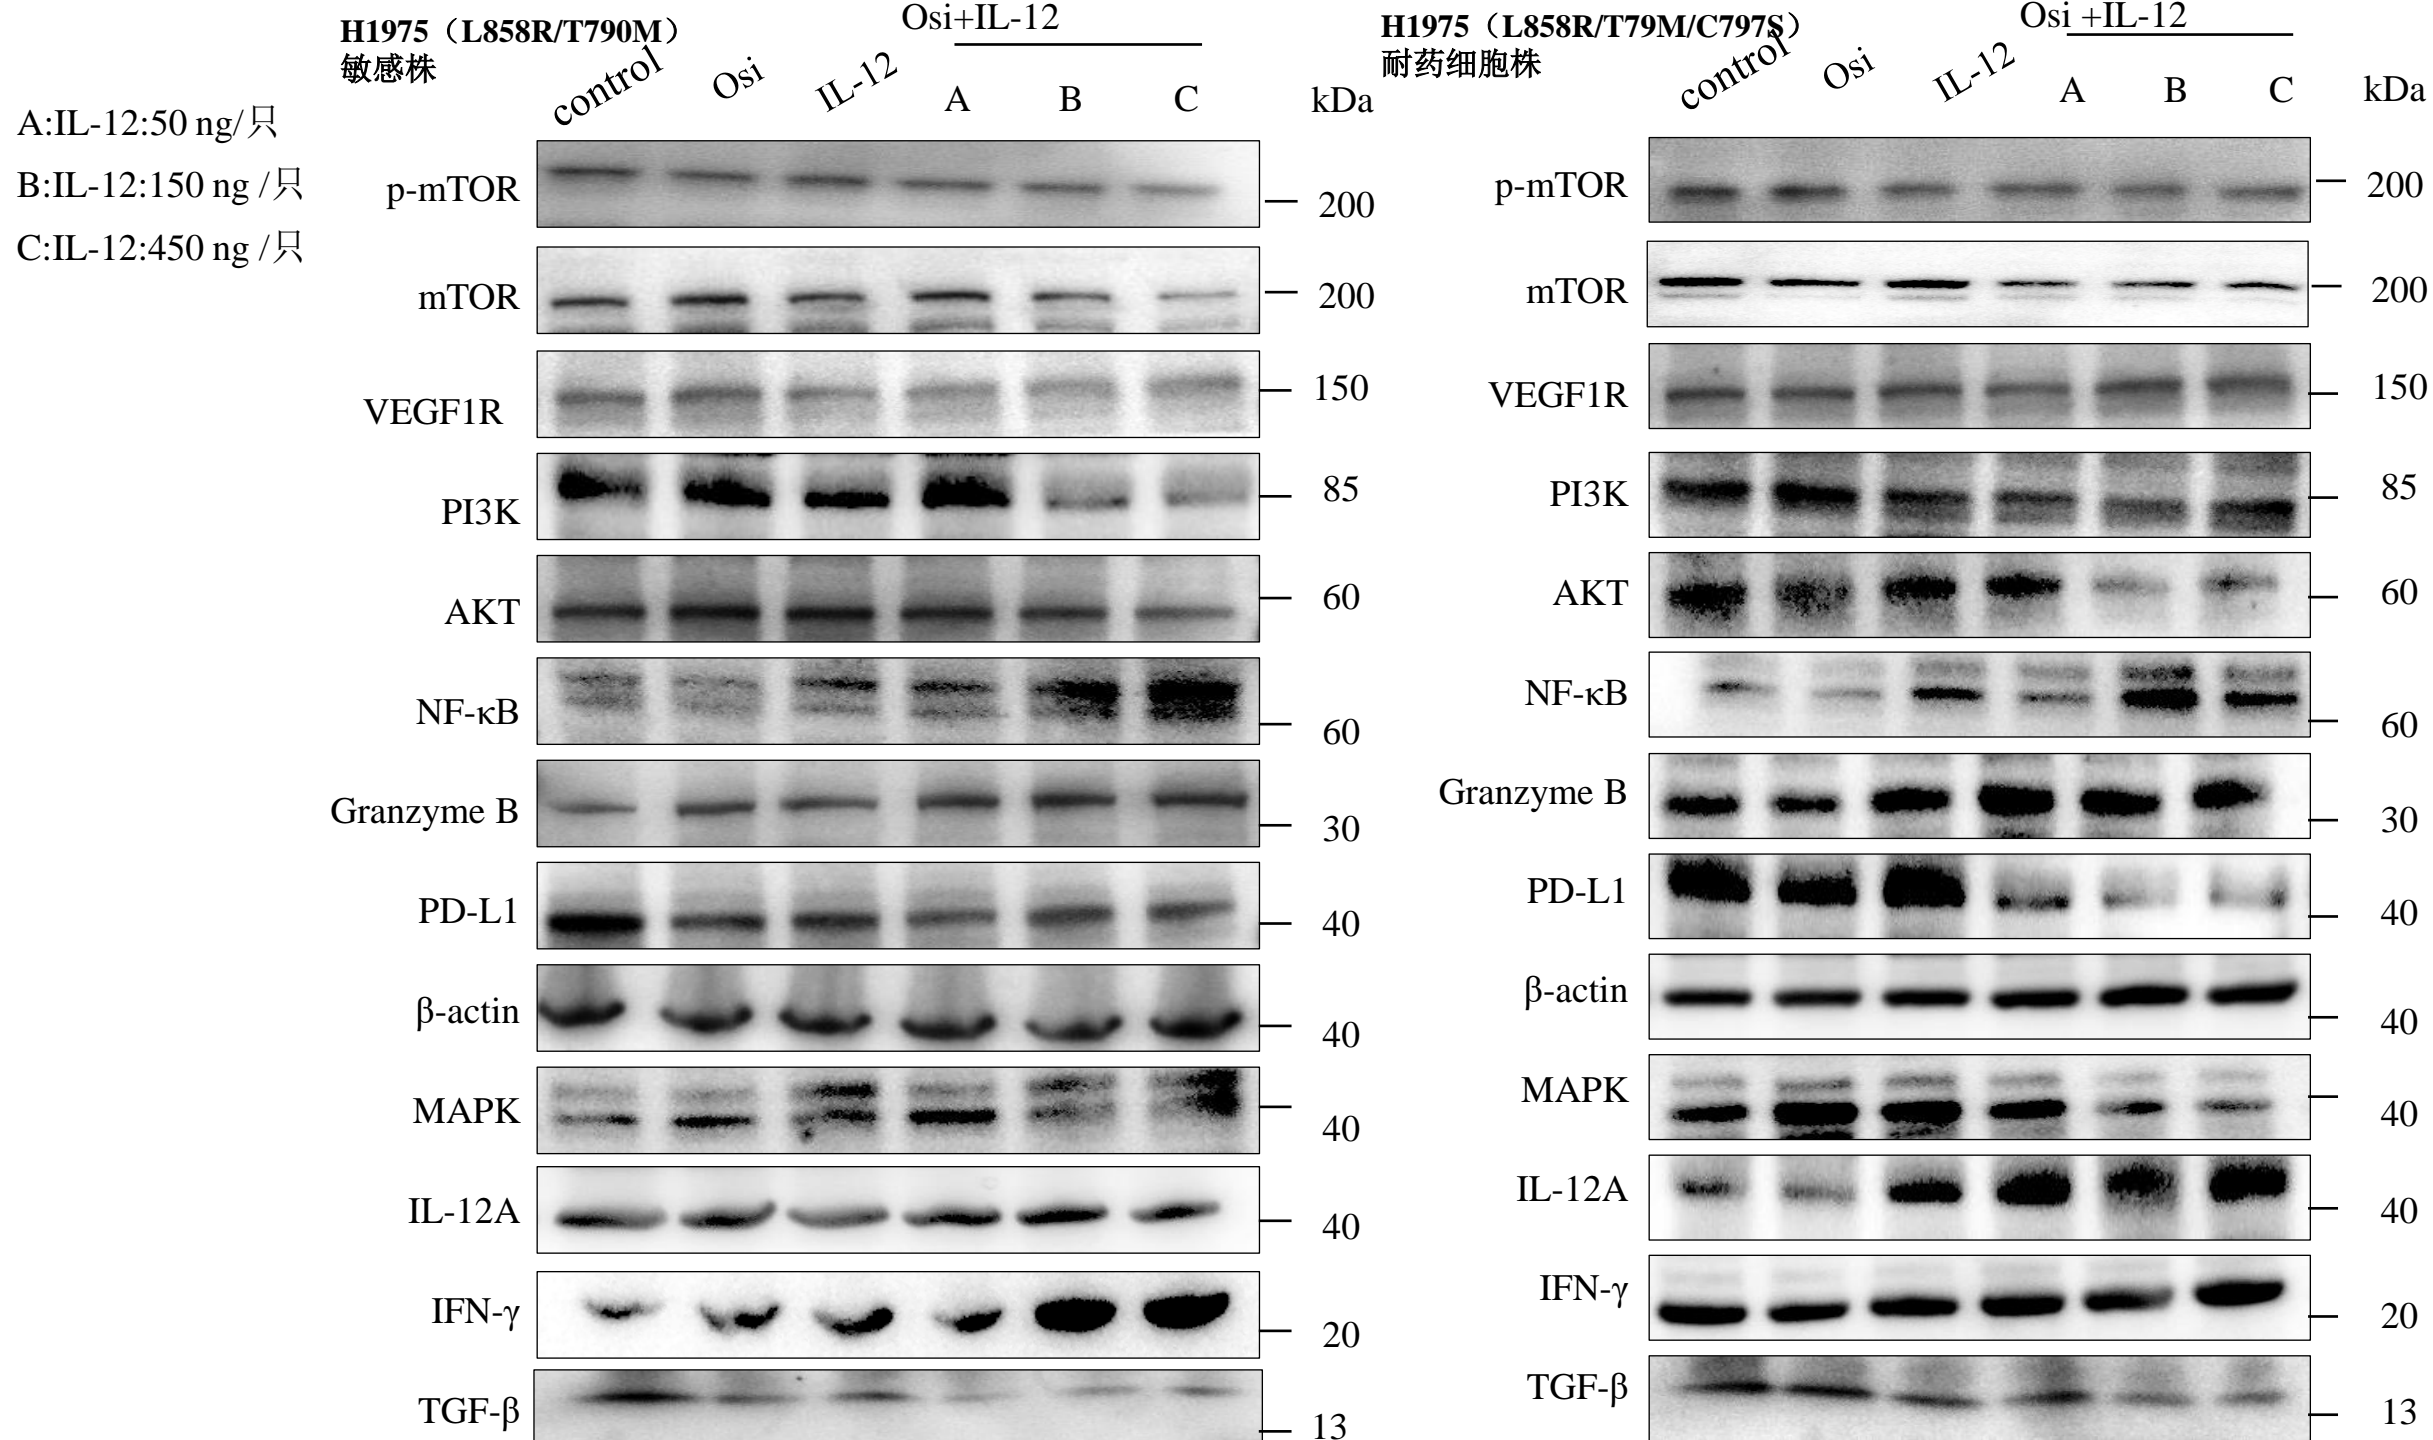 A:IL-12:50 ng/只
B:IL-12:150 ng /只
C:IL-12:450 ng /只
H1975（L858R/T790M）
敏感株
Osi+IL-12
control Osi IL-12 A B C kDa
p-mTOR 200
mTOR 200
VEGF1R 150
PI3K 85
AKT 60
NF-κB 60
Granzyme B 30
PD-L1 40
β-actin 40
MAPK 40
IL-12A 40
IFN-γ 20
TGF-β 13
H1975（L858R/T79M/C797S）
耐药细胞株
Osi +IL-12
control Osi IL-12 A B C kDa
p-mTOR 200
mTOR 200
VEGF1R 150
PI3K 85
AKT 60
NF-κB 60
Granzyme B 30
PD-L1 40
β-actin 40
MAPK 40
IL-12A 40
IFN-γ 20
TGF-β 13